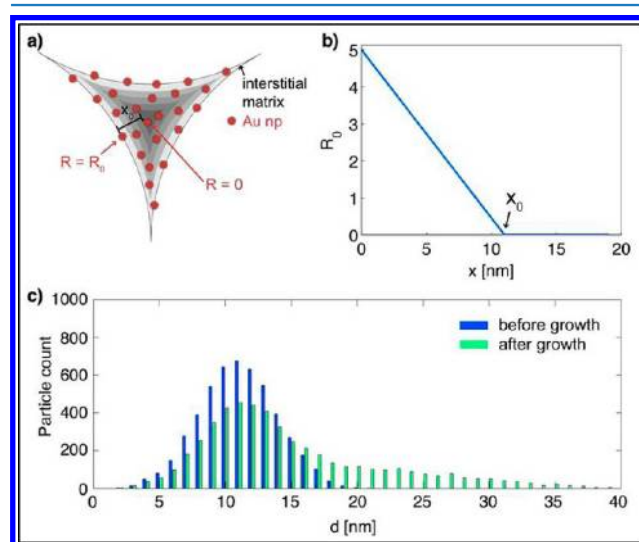 a)
interstitial
matrix
Au np
x₀
R = R₀
R = 0
b)
5
4
3
2
1
0
R₀
x₀
0 5 10 15 20
x [nm]
c)
1000
800
600
400
200
0
Particle count
before growth
after growth
0 5 10 15 20 25 30 35 40
d [nm]